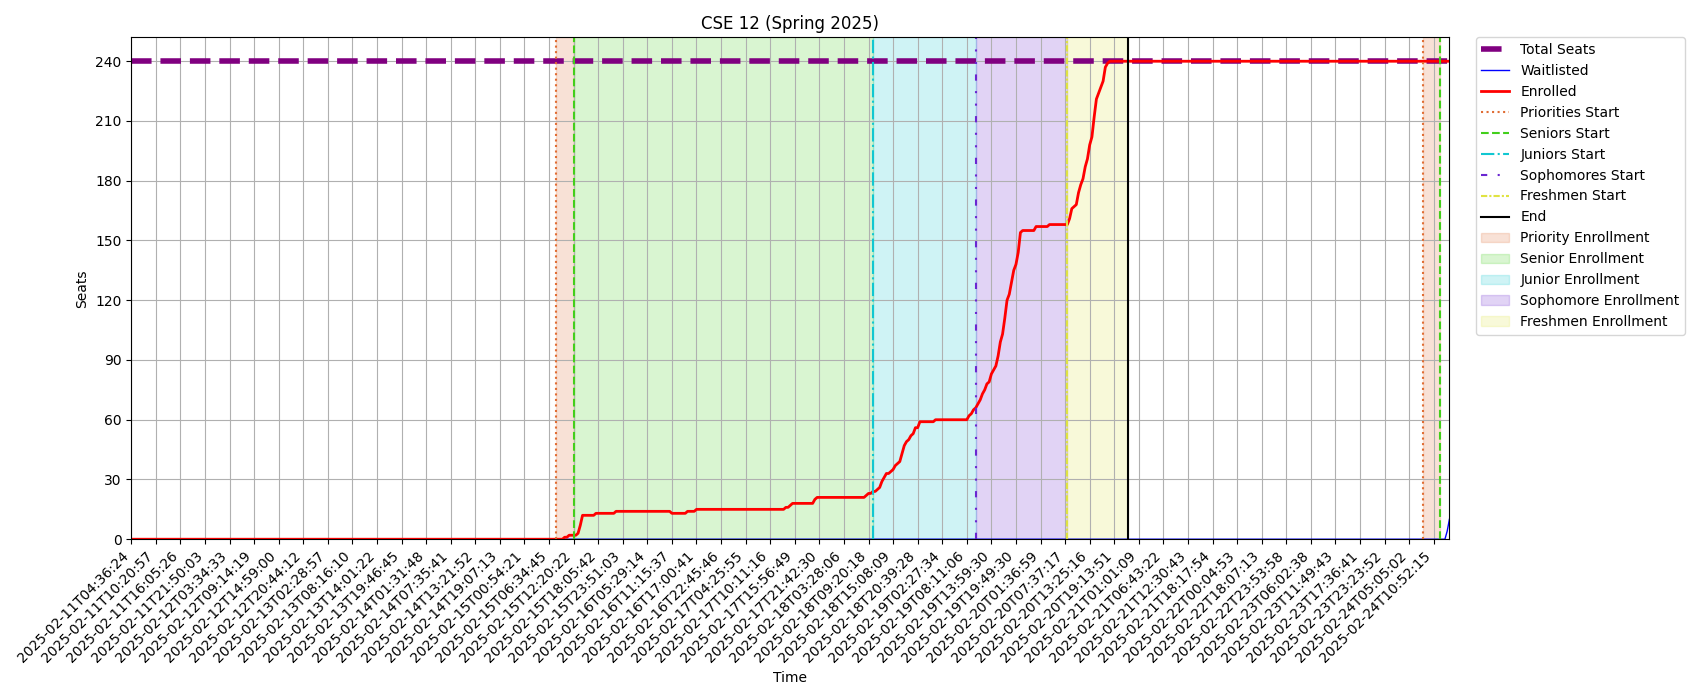 CSE 12 (Spring 2025)
Seats
240
210
180
150
120
90
60
30
0
2025-02-11T04:36:24
2025-02-11T10:20:57
2025-02-11T16:05:26
2025-02-11T21:50:03
2025-02-12T03:34:33
2025-02-12T09:14:19
2025-02-12T14:59:00
2025-02-12T20:44:12
2025-02-13T02:28:57
2025-02-13T08:16:10
2025-02-13T14:01:22
2025-02-13T19:46:45
2025-02-14T01:31:48
2025-02-14T07:35:41
2025-02-14T13:21:52
2025-02-14T19:07:13
2025-02-15T00:54:21
2025-02-15T06:34:45
2025-02-15T12:20:22
2025-02-15T18:05:42
2025-02-15T23:51:03
2025-02-16T05:29:14
2025-02-16T11:15:37
2025-02-16T17:00:41
2025-02-16T22:45:46
2025-02-17T04:25:55
2025-02-17T10:11:16
2025-02-17T15:56:49
2025-02-17T21:42:30
2025-02-18T03:28:06
2025-02-18T09:20:18
2025-02-18T15:08:09
2025-02-18T20:39:28
2025-02-19T02:27:34
2025-02-19T08:11:06
2025-02-19T13:59:30
2025-02-19T19:49:30
2025-02-20T01:36:59
2025-02-20T07:37:17
2025-02-20T13:25:16
2025-02-20T19:13:51
2025-02-21T01:01:09
2025-02-21T06:43:22
2025-02-21T12:30:43
2025-02-21T18:17:54
2025-02-22T00:04:53
2025-02-22T18:07:13
2025-02-22T23:53:58
2025-02-23T06:02:38
2025-02-23T11:49:43
2025-02-23T17:36:41
2025-02-23T23:23:52
2025-02-24T05:05:02
2025-02-24T10:52:15
Time
Total Seats
Waitlisted
Enrolled
Priorities Start
Seniors Start
Juniors Start
Sophomores Start
Freshmen Start
End
Priority Enrollment
Senior Enrollment
Junior Enrollment
Sophomore Enrollment
Freshmen Enrollment